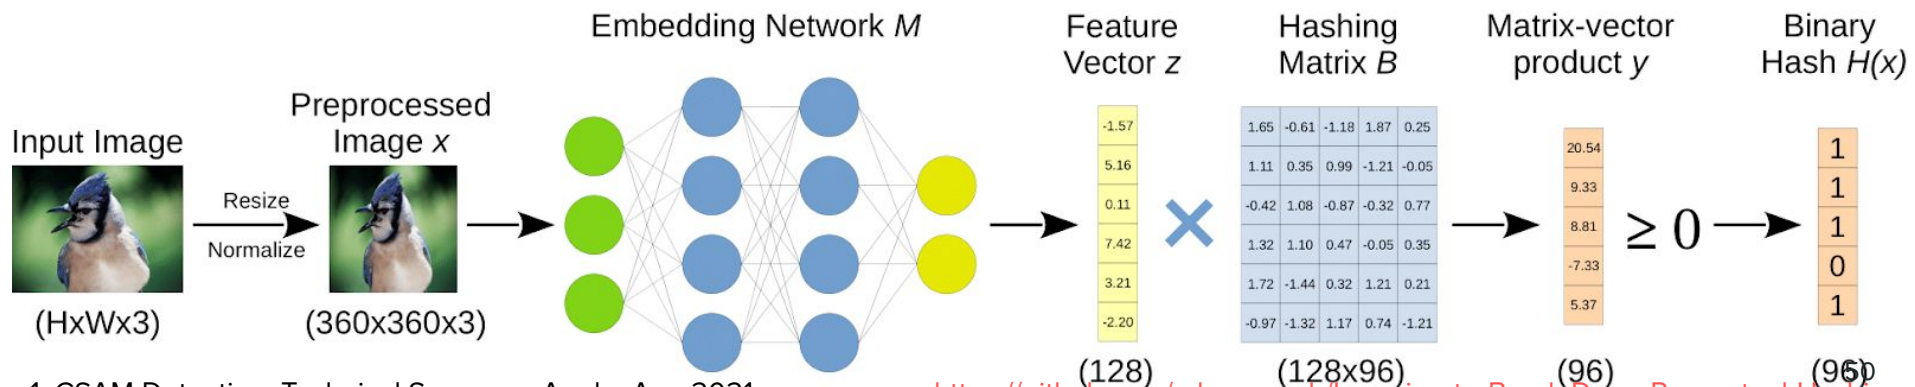 Input Image
(HxWx3)
Resize
Normalize
Preprocessed
Image x
(360x360x3)
Embedding Network M
Feature
Vector z
-1.57
5.16
0.11
7.42
3.21
-2.20
(128)
Hashing
Matrix B
1.65 -0.61 -1.18 1.87 0.25
1.11 0.35 0.99 -1.21 -0.05
-0.42 1.08 -0.87 -0.32 0.77
1.32 1.10 0.47 -0.05 0.35
1.72 -1.44 0.32 1.21 0.21
-0.97 -1.32 1.17 0.74 -1.21
(128x96)
Matrix-vector
product y
20.54
9.33
8.81
-7.33
5.37
(96)
≥ 0
Binary
Hash H(x)
1
1
1
0
1
(96)
50